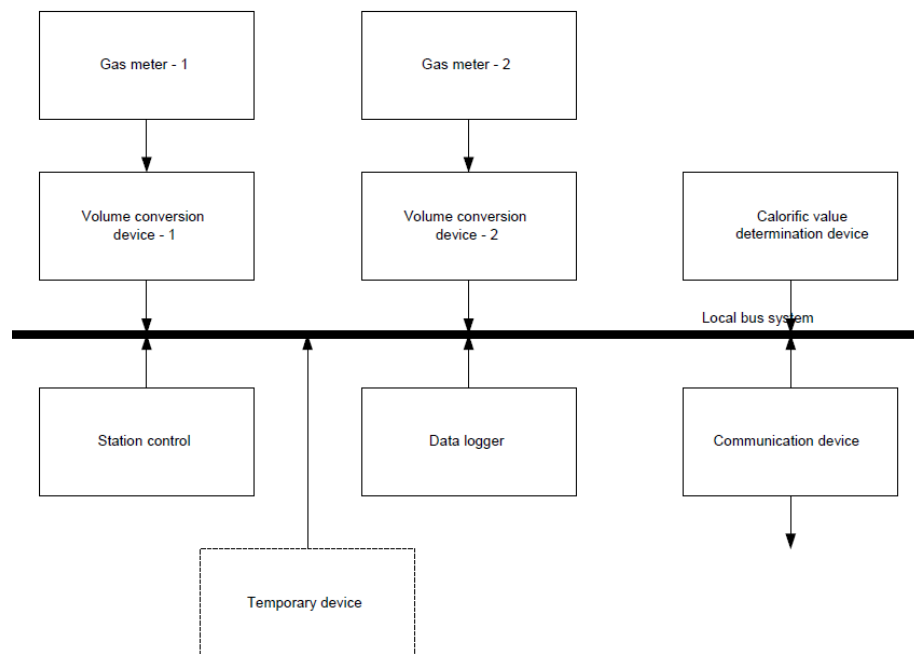 Gas meter - 1
Gas meter - 2
Volume conversion
device - 1
Volume conversion
device - 2
Calorific value
determination device
Local bus system
Station control
Data logger
Communication device
Temporary device